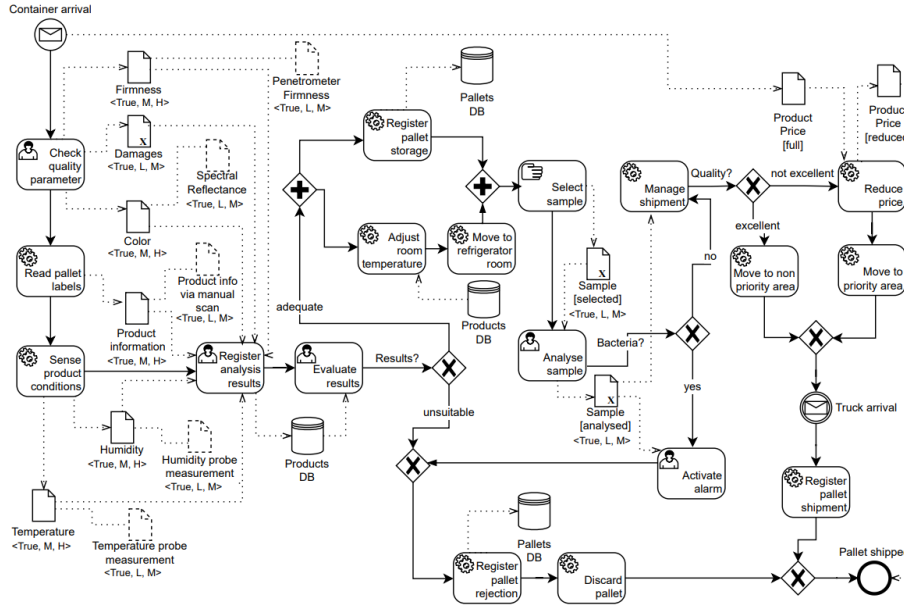 Container arrival
Firmness
<True, M, H>
Penetrometer
Firmness
<True, L, M>
Pallets
DB
Product
Price
[full]
Product
Price
[reduced
Check
quality
parameter
X
Damages
<True, L, M>
Spectral
Reflectance
<True, L, M>
Register
pallet
storage
Select
sample
Manage
shipment
Quality?
not excellent
Reduce
price
excellent
Color
<True, M, H>
Adjust
room
temperature
Move to
refrigerator
room
no
Read pallet
labels
Product info
via manual
scan
<True, L, M>
X
Sample
[selected]
<True, L, M>
Move to non
priority area
Move to
priority area
adequate
Products
DB
Product
information
<True, M, H>
Sense
product
conditions
Register
analysis
results
Evaluate
results
Results?
Analyse
sample
Bacteria?
yes
unsuitable
X
Sample
[analysed]
<True, L, M>
Truck arrival
Humidity
<True, M, H>
Humidity probe
measurement
<True, L, M>
Products
DB
Activate
alarm
Register
pallet
shipment
Temperature
<True, M, H>
Temperature probe
measurement
<True, L, M>
Pallets
DB
Pallet shipped
Register
pallet
rejection
Discard
pallet